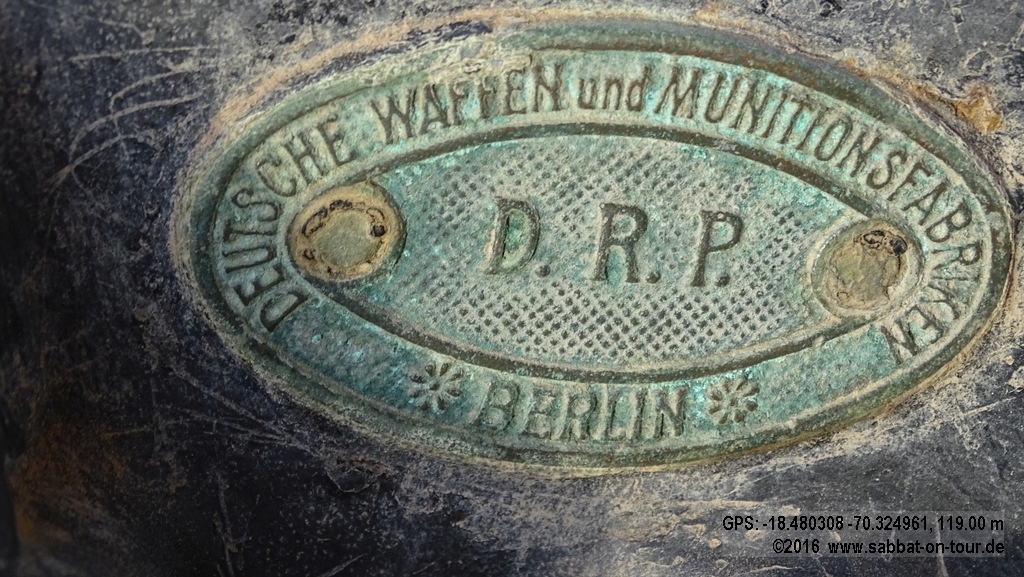 DEUTSCHE WAFFEN und MUNITIONSFABRIKEN
D. R. P.
BERLIN
GPS: -18.480308 -70.324961, 119.00 m
©2016 www.sabbat-on-tour.de